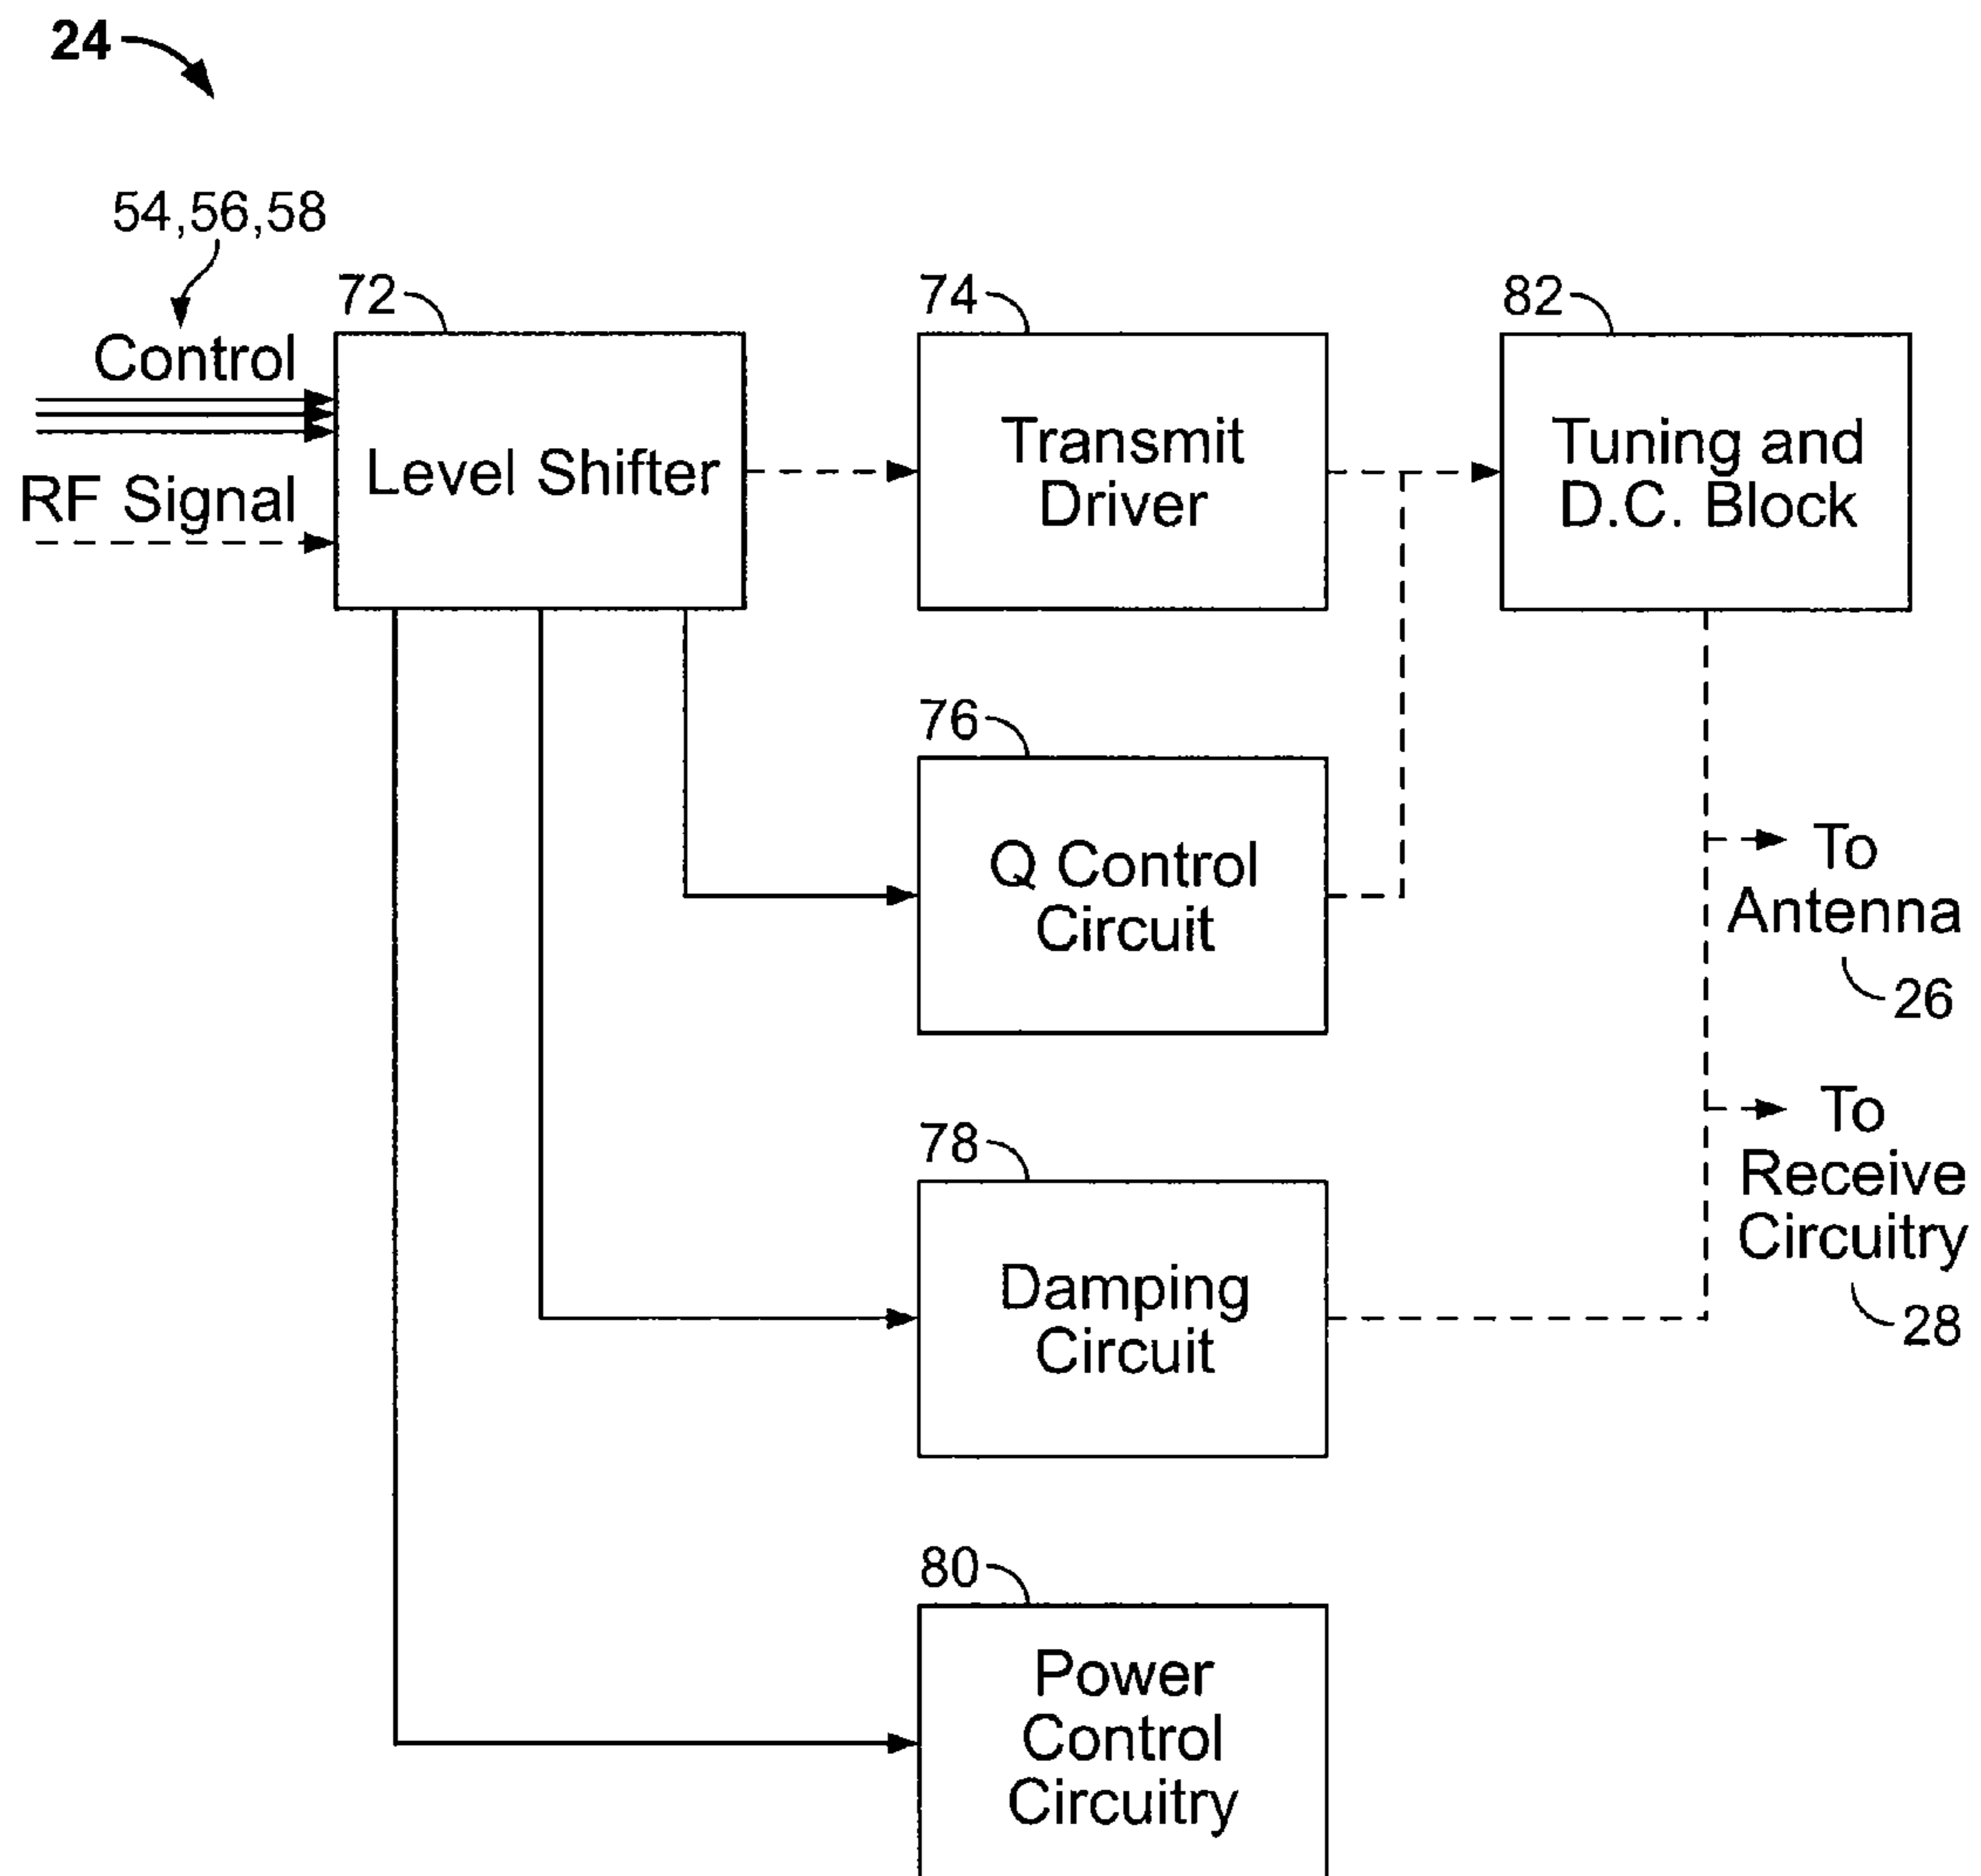 24
54,56,58
Control
RF Signal
72
Level Shifter
74
Transmit
Driver
82
Tuning and
D.C. Block
76
Q Control
Circuit
To
Antenna
26
78
Damping
Circuit
To
Receive
Circuitry
28
80
Power
Control
Circuitry